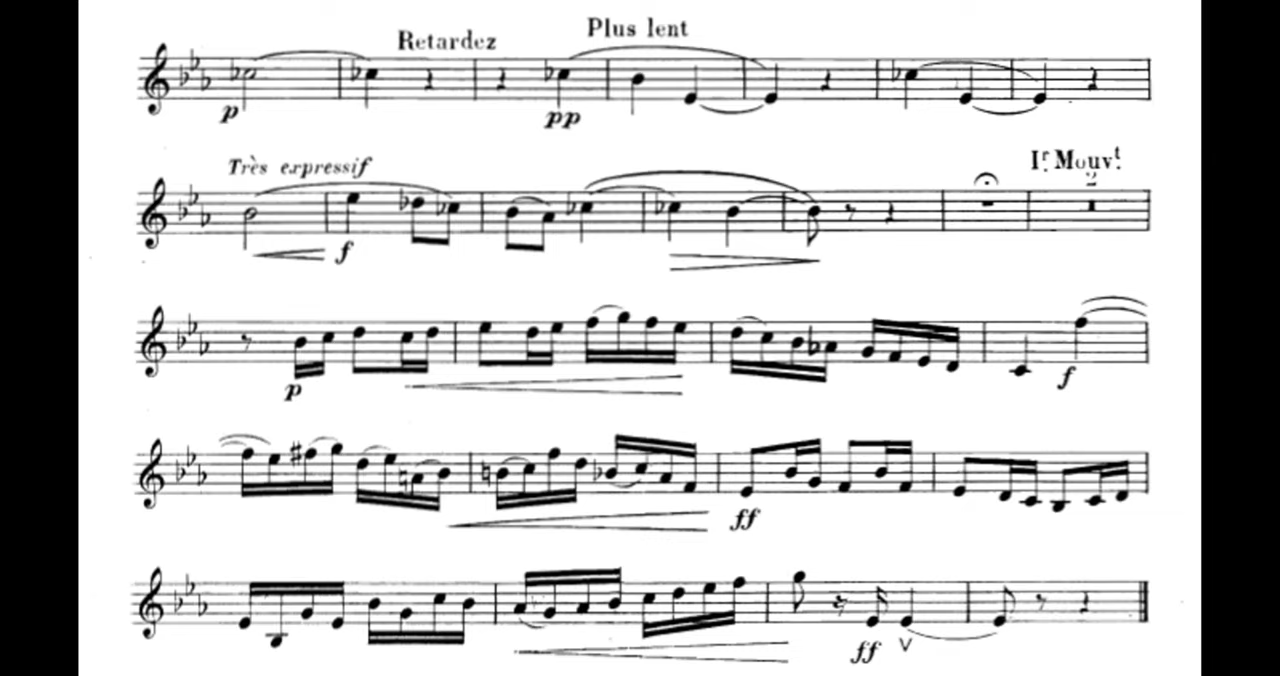 Retardez
Plus lent
p
pp
Très expressif
Iʳ. Mouvᵗ.
2
f
p
f
ff
ff